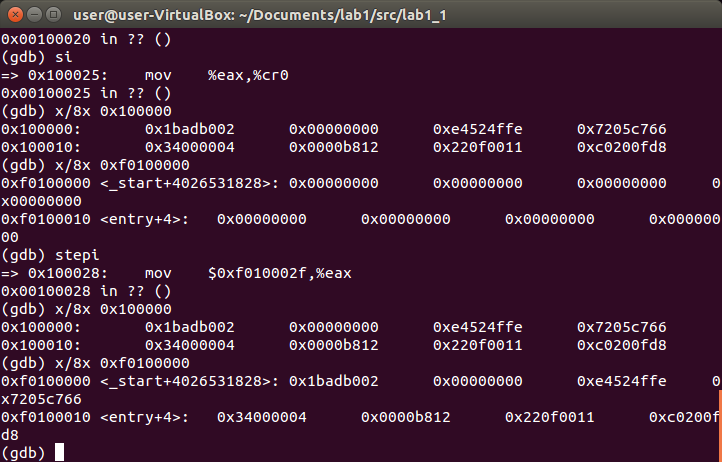 user@user-VirtualBox: ~/Documents/lab1/src/lab1_1
0x00100020 in ?? ()
(gdb) si
=> 0x100025:    mov    %eax,%cr0
0x00100025 in ?? ()
(gdb) x/8x 0x100000
0x100000:       0x1badb002      0x00000000      0xe4524ffe      0x7205c766
0x100010:       0x34000004      0x0000b812      0x220f0011      0xc0200fd8
(gdb) x/8x 0xf0100000
0xf0100000 <_start+4026531828>: 0x00000000      0x00000000      0x00000000      0
x00000000
0xf0100010 <entry+4>:   0x00000000      0x00000000      0x00000000      0x000000
00
(gdb) stepi
=> 0x100028:    mov    $0xf010002f,%eax
0x00100028 in ?? ()
(gdb) x/8x 0x100000
0x100000:       0x1badb002      0x00000000      0xe4524ffe      0x7205c766
0x100010:       0x34000004      0x0000b812      0x220f0011      0xc0200fd8
(gdb) x/8x 0xf0100000
0xf0100000 <_start+4026531828>: 0x1badb002      0x00000000      0xe4524ffe      0
x7205c766
0xf0100010 <entry+4>:   0x34000004      0x0000b812      0x220f0011      0xc0200f
d8
(gdb)